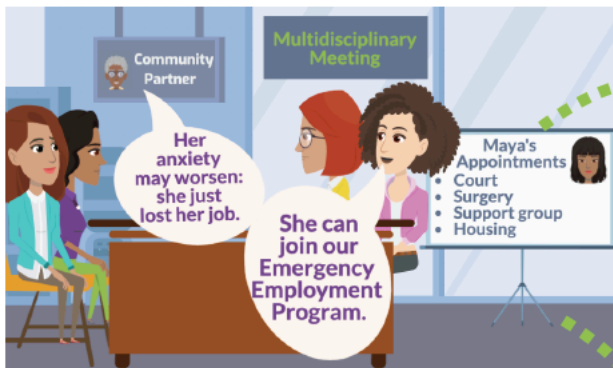 Community
Partner
Multidisciplinary
Meeting
Her
anxiety
may worsen:
she just
lost her job.
She can
join our
Emergency
Employment
Program.
Maya's
Appointments
• Court
• Surgery
• Support group
• Housing